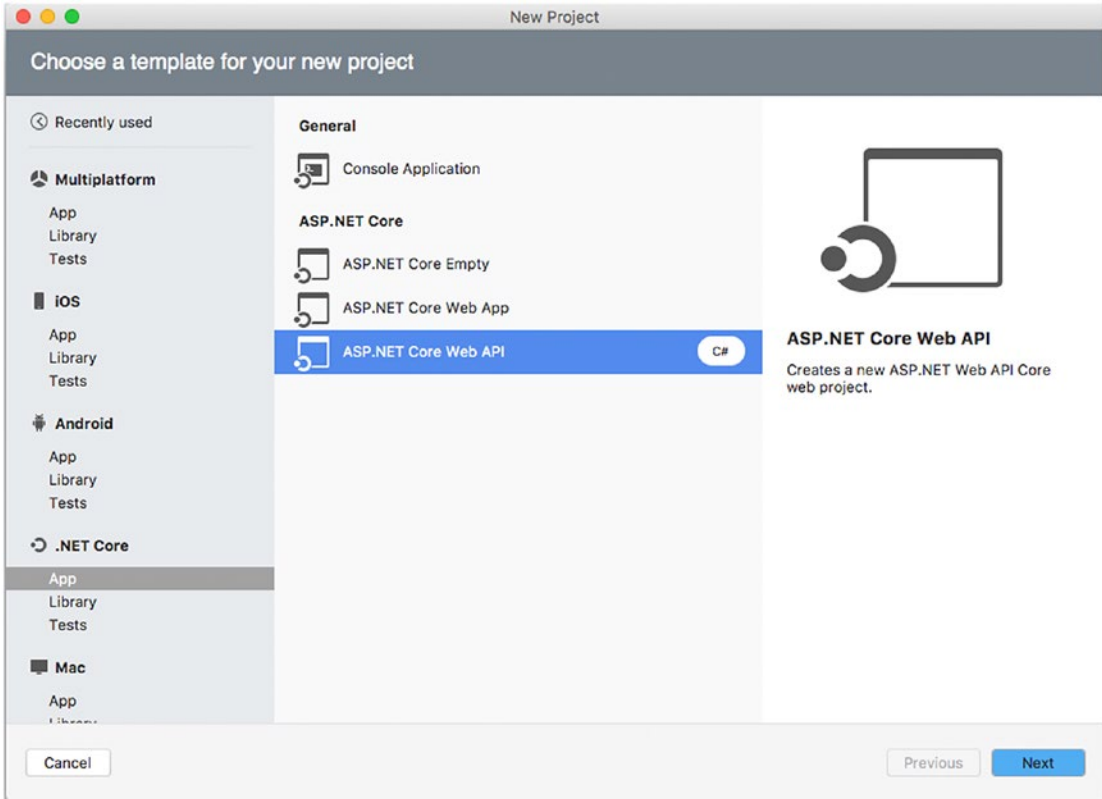 New Project
Choose a template for your new project
Recently used
Multiplatform
App
Library
Tests
iOS
App
Library
Tests
Android
App
Library
Tests
.NET Core
App
Library
Tests
Mac
App
Library
General
Console Application
ASP.NET Core
ASP.NET Core Empty
ASP.NET Core Web App
ASP.NET Core Web API C#
ASP.NET Core Web API
Creates a new ASP.NET Web API Core
web project.
Cancel
Previous
Next